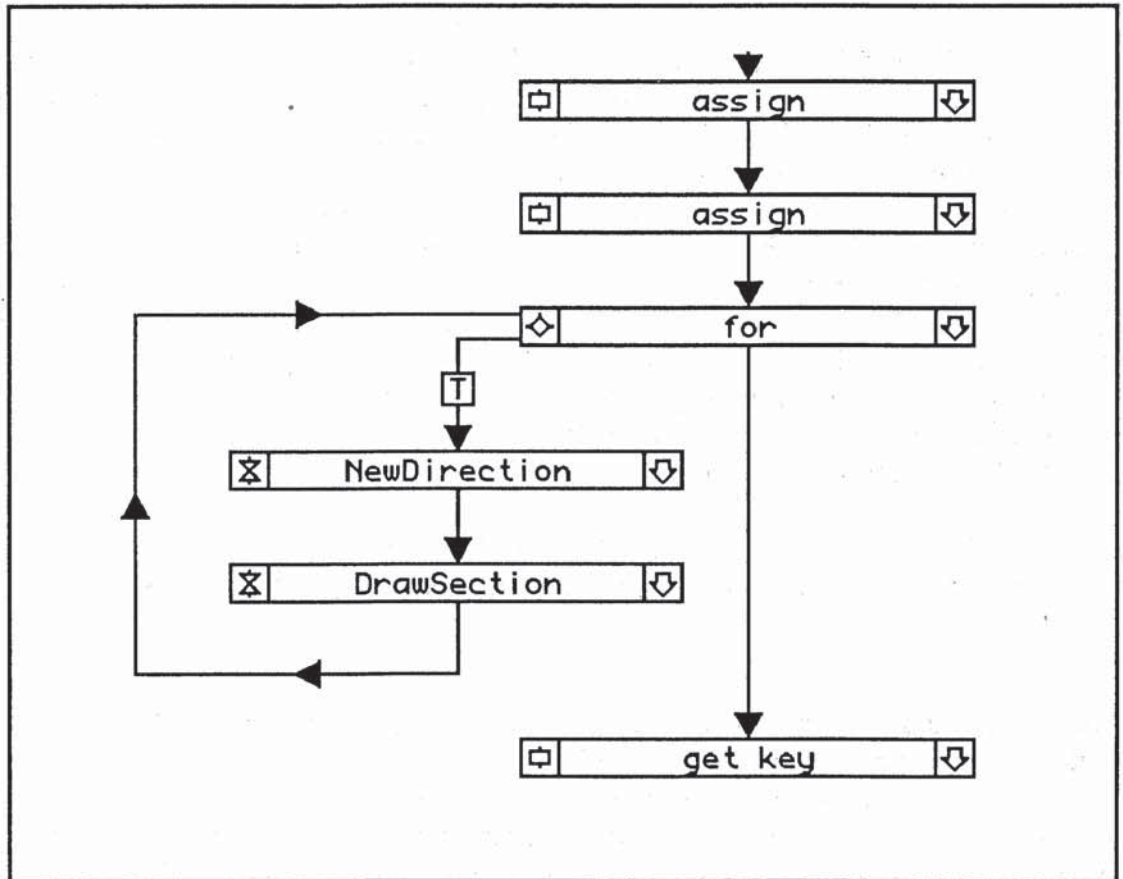 assign
assign
for
T
NewDirection
DrawSection
get key